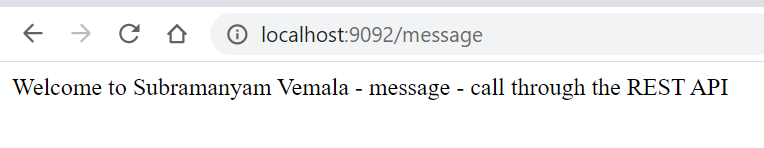 localhost:9092/message
Welcome to Subramanyam Vemala - message - call through the REST API